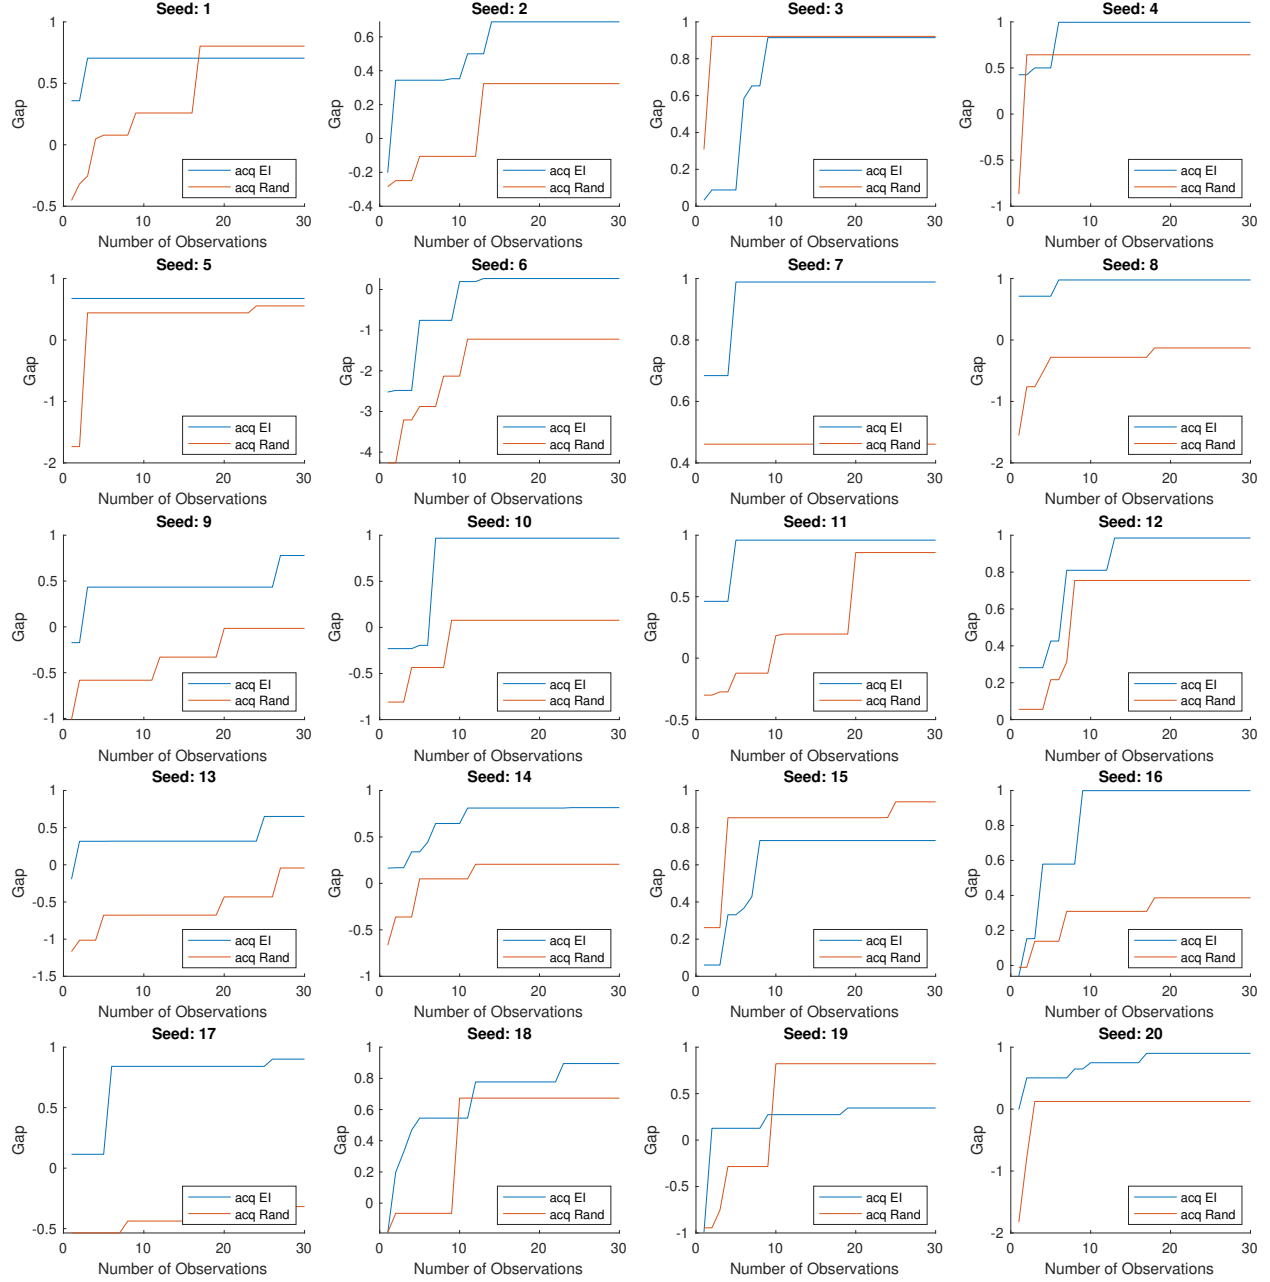 Seed: 1
Gap
1
0.5
0
-0.5
0
10
20
30
Number of Observations
acq EI
acq Rand
Seed: 2
Gap
0.6
0.4
0.2
0
-0.2
-0.4
0
10
20
30
Number of Observations
acq EI
acq Rand
Seed: 3
Gap
1
0.8
0.6
0.4
0.2
0
0
10
20
30
Number of Observations
acq EI
acq Rand
Seed: 4
Gap
1
0.5
0
-0.5
-1
0
10
20
30
Number of Observations
acq EI
acq Rand
Seed: 5
Gap
1
0
-1
-2
0
10
20
30
Number of Observations
acq EI
acq Rand
Seed: 6
Gap
0
-1
-2
-3
-4
0
10
20
30
Number of Observations
acq EI
acq Rand
Seed: 7
Gap
1
0.8
0.6
0.4
0
10
20
30
Number of Observations
acq EI
acq Rand
Seed: 8
Gap
1
0
-1
-2
0
10
20
30
Number of Observations
acq EI
acq Rand
Seed: 9
Gap
1
0.5
0
-0.5
-1
0
10
20
30
Number of Observations
acq EI
acq Rand
Seed: 10
Gap
1
0.5
0
-0.5
-1
0
10
20
30
Number of Observations
acq EI
acq Rand
Seed: 11
Gap
1
0.5
0
-0.5
0
10
20
30
Number of Observations
acq EI
acq Rand
Seed: 12
Gap
1
0.8
0.6
0.4
0.2
0
0
10
20
30
Number of Observations
acq EI
acq Rand
Seed: 13
Gap
1
0.5
0
-0.5
-1
-1.5
0
10
20
30
Number of Observations
acq EI
acq Rand
Seed: 14
Gap
1
0.5
0
-0.5
-1
0
10
20
30
Number of Observations
acq EI
acq Rand
Seed: 15
Gap
1
0.8
0.6
0.4
0.2
0
0
10
20
30
Number of Observations
acq EI
acq Rand
Seed: 16
Gap
1
0.8
0.6
0.4
0.2
0
0
10
20
30
Number of Observations
acq EI
acq Rand
Seed: 17
Gap
1
0.5
0
-0.5
0
10
20
30
Number of Observations
acq EI
acq Rand
Seed: 18
Gap
0.8
0.6
0.4
0.2
0
0
10
20
30
Number of Observations
acq EI
acq Rand
Seed: 19
Gap
1
0.5
0
-0.5
-1
0
10
20
30
Number of Observations
acq EI
acq Rand
Seed: 20
Gap
1
0
-1
-2
0
10
20
30
Number of Observations
acq EI
acq Rand